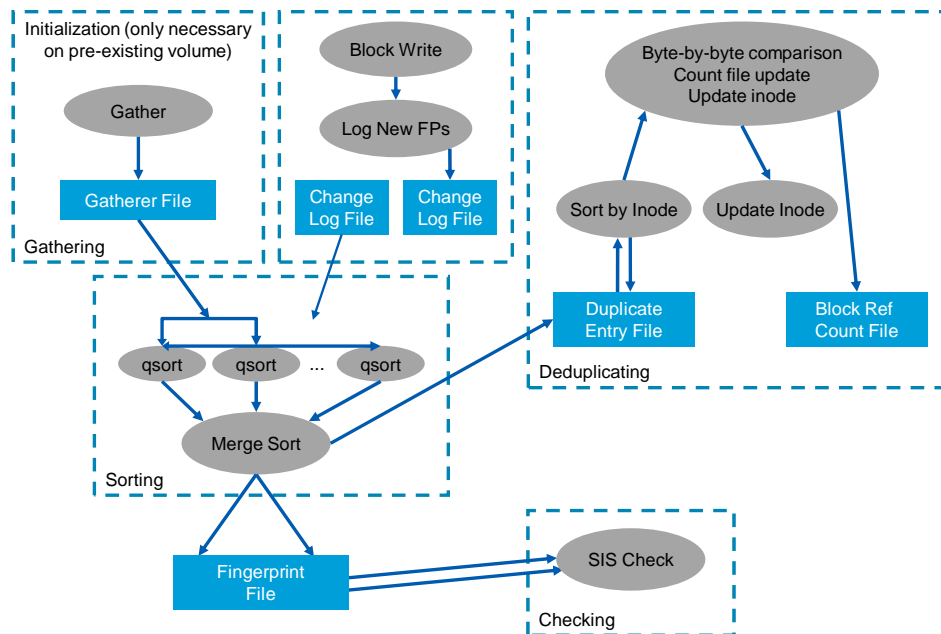 Initialization (only necessary
on pre-existing volume)
Gather
Gatherer File
Gathering
Block Write
Log New FPs
Change
Log File
Change
Log File
Byte-by-byte comparison
Count file update
Update inode
Sort by Inode
Update Inode
Duplicate
Entry File
Block Ref
Count File
Deduplicating
qsort
qsort
...
qsort
Merge Sort
Sorting
Fingerprint
File
SIS Check
Checking